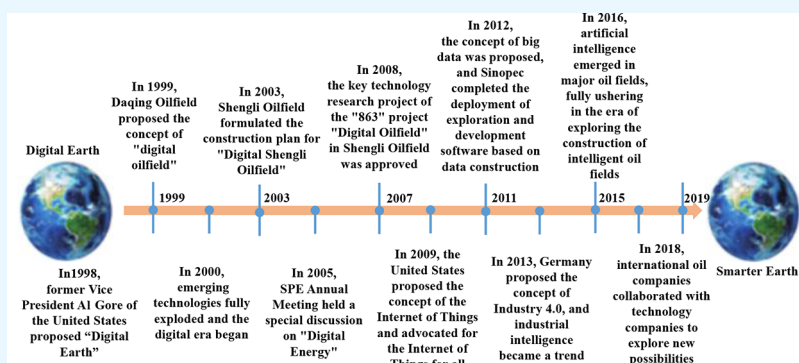 In 1999,
Daqing Oilfield
proposed the
concept of
"digital
oilfield"
In 2003,
Shengli Oilfield
formulated the
construction plan for
"Digital Shengli
Oilfield"
In 2008,
the key technology
research project of
the "863" project
"Digital Oilfield"
in Shengli Oilfield
was approved
In 2012,
the concept of big
data was proposed,
and Sinopec
completed the
deployment of
exploration and
development
software based on
data construction
In 2016,
artificial
intelligence
emerged in
major oil fields,
fully ushering
in the era of
exploring the
construction of
intelligent oil
fields
Digital Earth
1999
2003
2007
2011
2015
2019
Smarter Earth
In1998,
former Vice
President Al Gore of
the United States
proposed “Digital
Earth”
In 2000,
emerging
technologies fully
exploded and the
digital era began
In 2005,
SPE Annual
Meeting held a
special discussion
on "Digital
Energy"
In 2009, the
United States
proposed the
concept of the
Internet of Things
and advocated for
the Internet of
Things for all
In 2013, Germany
proposed the
concept of
Industry 4.0, and
industrial
intelligence
became a trend
In 2018,
international oil
companies
collaborated with
technology
companies to
explore new
possibilities